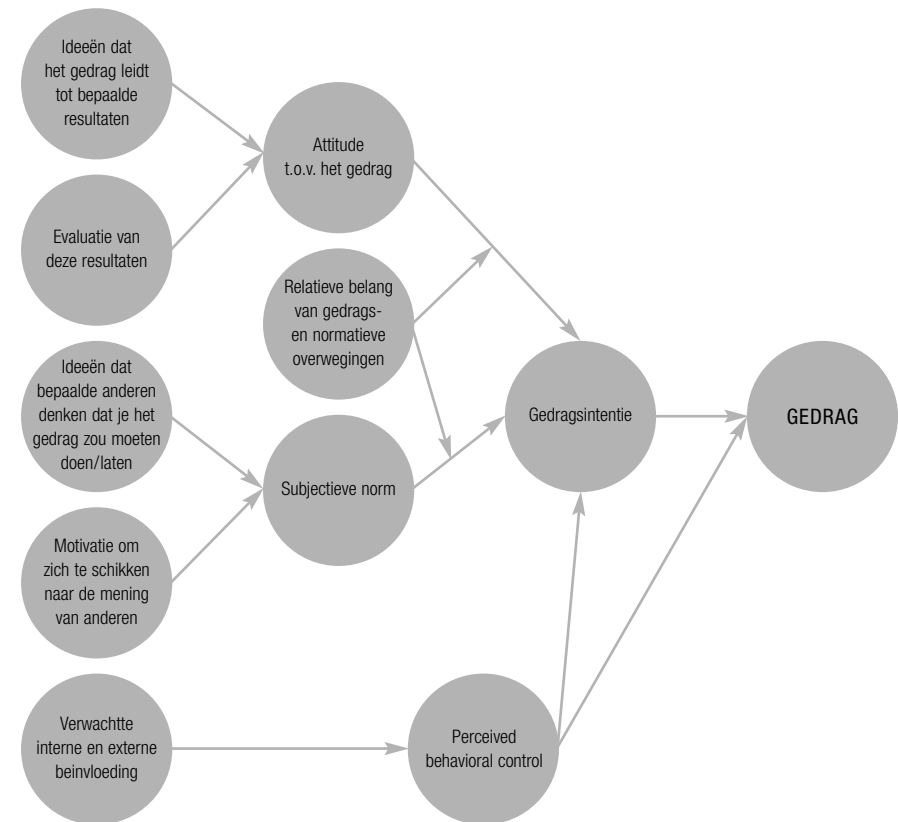 Ideeën dat
het gedrag leidt
tot bepaalde
resultaten
Attitude
t.o.v. het gedrag
Evaluatie van
deze resultaten
Relatieve belang
van gedrags-
en normatieve
overwegingen
Ideeën dat
bepaalde anderen
denken dat je het
gedrag zou moeten
doen/laten
Gedragsintentie
GEDRAG
Subjectieve norm
Motivatie om
zich te schikken
naar de mening
van anderen
Verwachtte
interne en externe
beinvloeding
Perceived
behavioral control